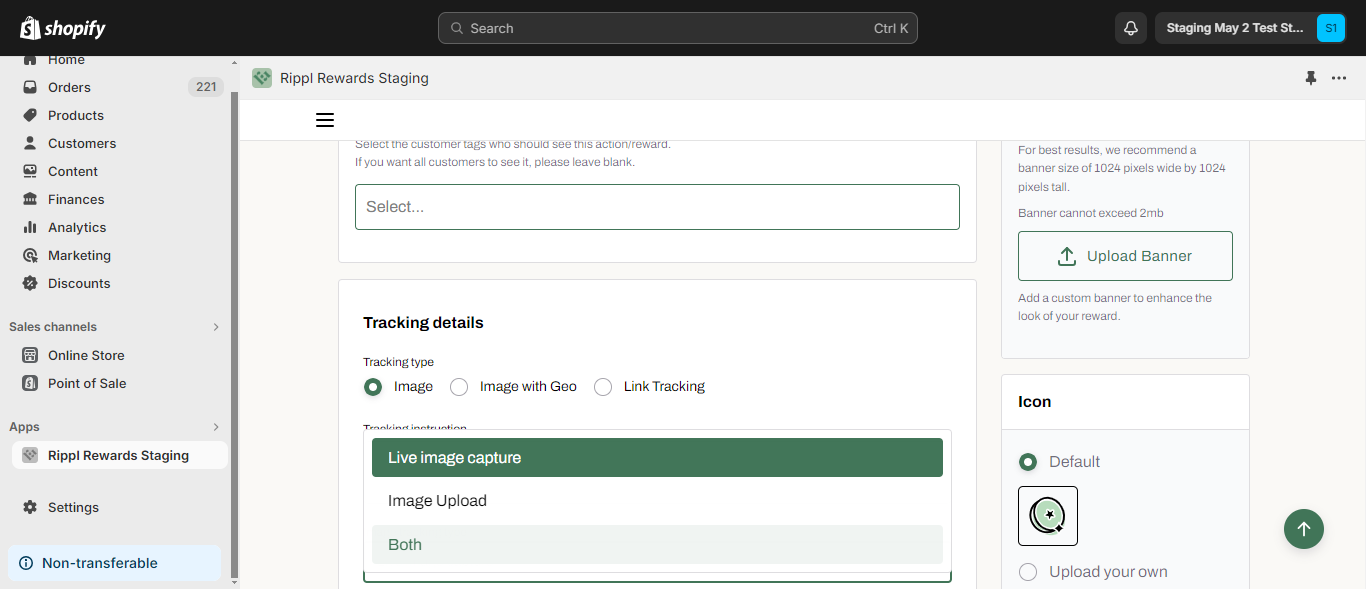 shopify
Search
Ctrl K
Staging May 2 Test St...
S1
Home
Orders
221
Products
Customers
Content
Finances
Analytics
Marketing
Discounts
Sales channels
Online Store
Point of Sale
Apps
Rippl Rewards Staging
Settings
Non-transferable
Rippl Rewards Staging
Select the customer tags who should see this action/reward.
If you want all customers to see it, please leave blank.
Select...
Tracking details
Tracking type
Image
Image with Geo
Link Tracking
Tracking instruction
Live image capture
Image Upload
Both
For best results, we recommend a
banner size of 1024 pixels wide by 1024
pixels tall.
Banner cannot exceed 2mb
Upload Banner
Add a custom banner to enhance the
look of your reward.
Icon
Default
Upload your own